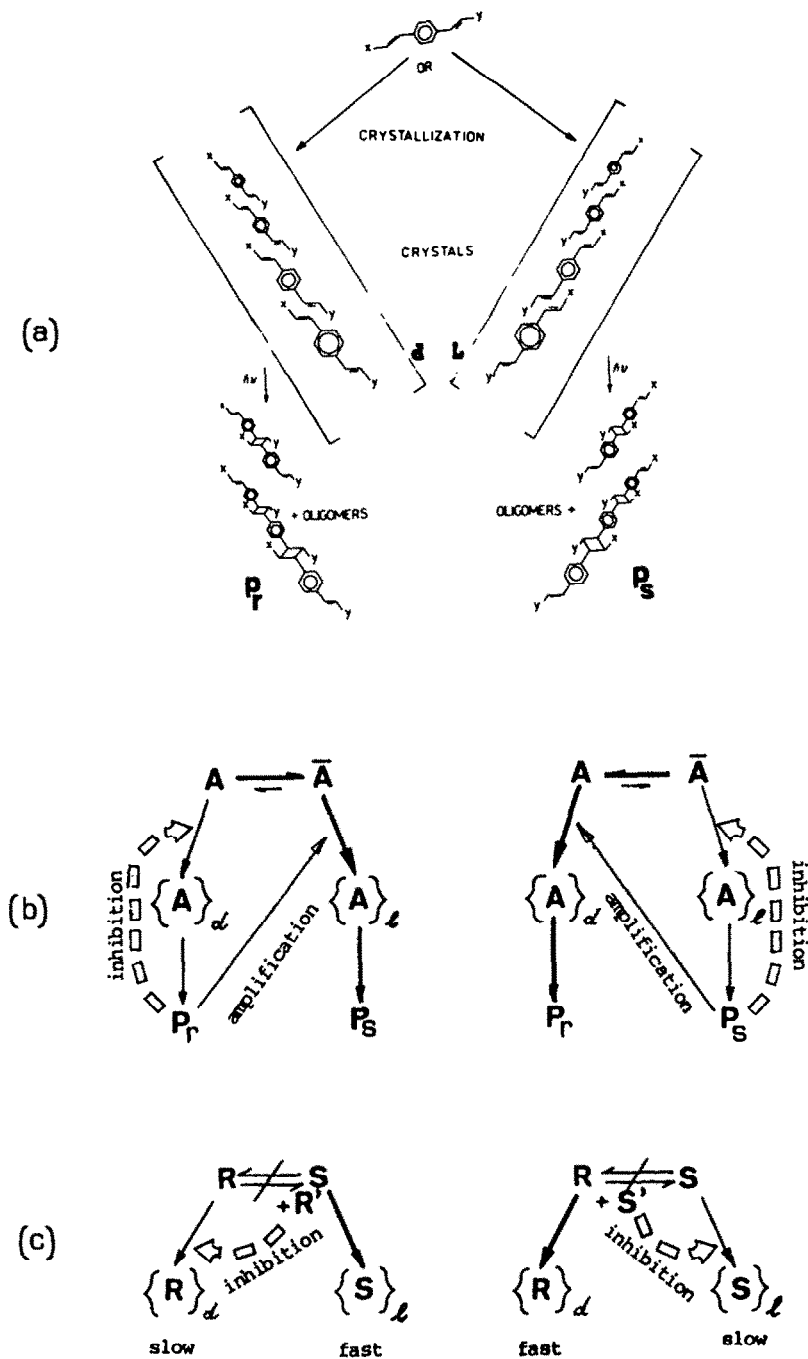 y
x
OR
CRYSTALLIZATION
x x
x y y x
x y y x
CRYSTALS
x y y x
(a)
y y
d L
hν hν
x x
y x
x y y x
y y
x y y x
+ OLIGOMERS OLIGOMERS +
x y y x
Pr Ps
y y
A Ā A Ā
(b)
inhibition {A}d amplification {A}ℓ {A}d amplification {A}ℓ inhibition
Pr Ps Pr Ps
R S R S
+R' + S'
(c)
inhibition inhibition
{R}d {S}ℓ {R}d {S}ℓ
slow fast fast slow